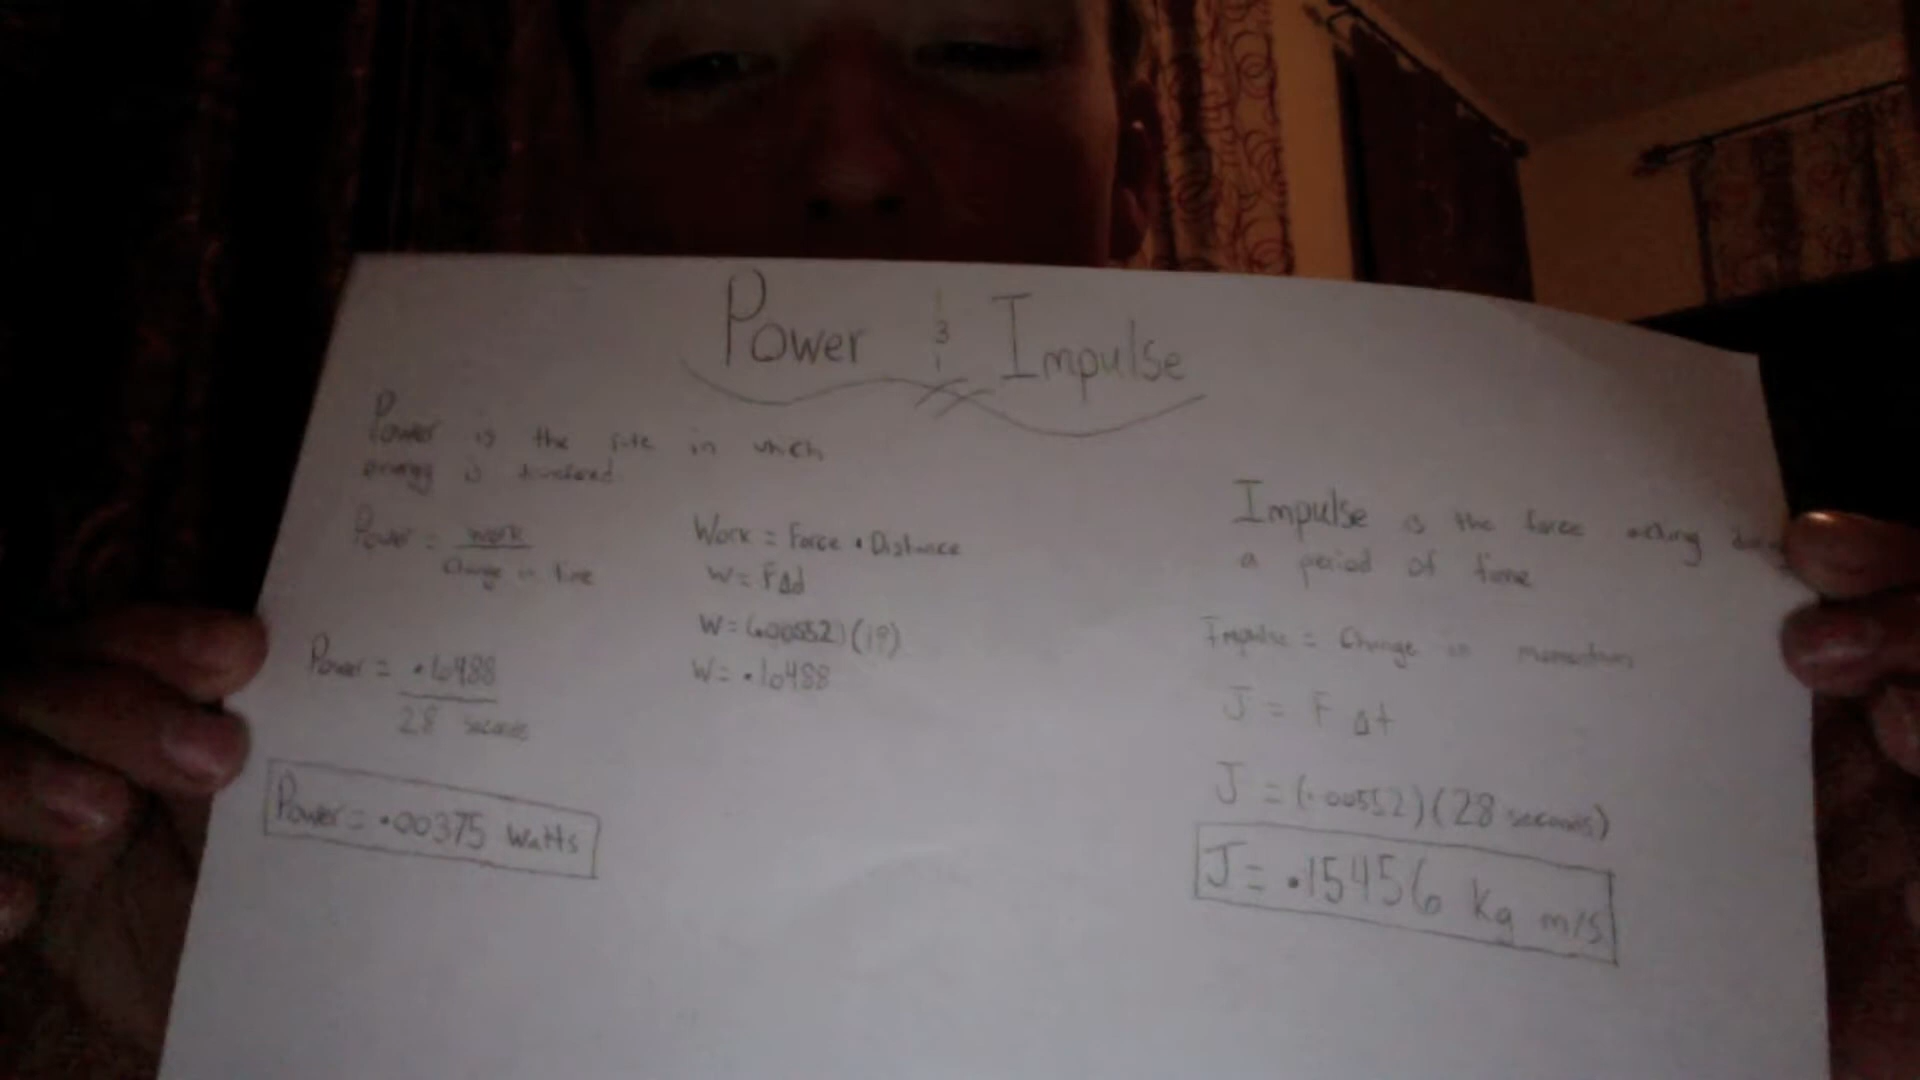 Power & Impulse
Power is the rate in which
energy is transfered.
Power = work / Change in time
Power = .10488 / 28 seconds
Power = .00375 Watts
Work = Force • Distance
W = FΔd
W = (.00552)(19)
W = .10488
Impulse is the force acting
a period of time
Impulse = Change in momentum
J = F Δt
J = (.00552)(28 seconds)
J = .15456 Kg m/s